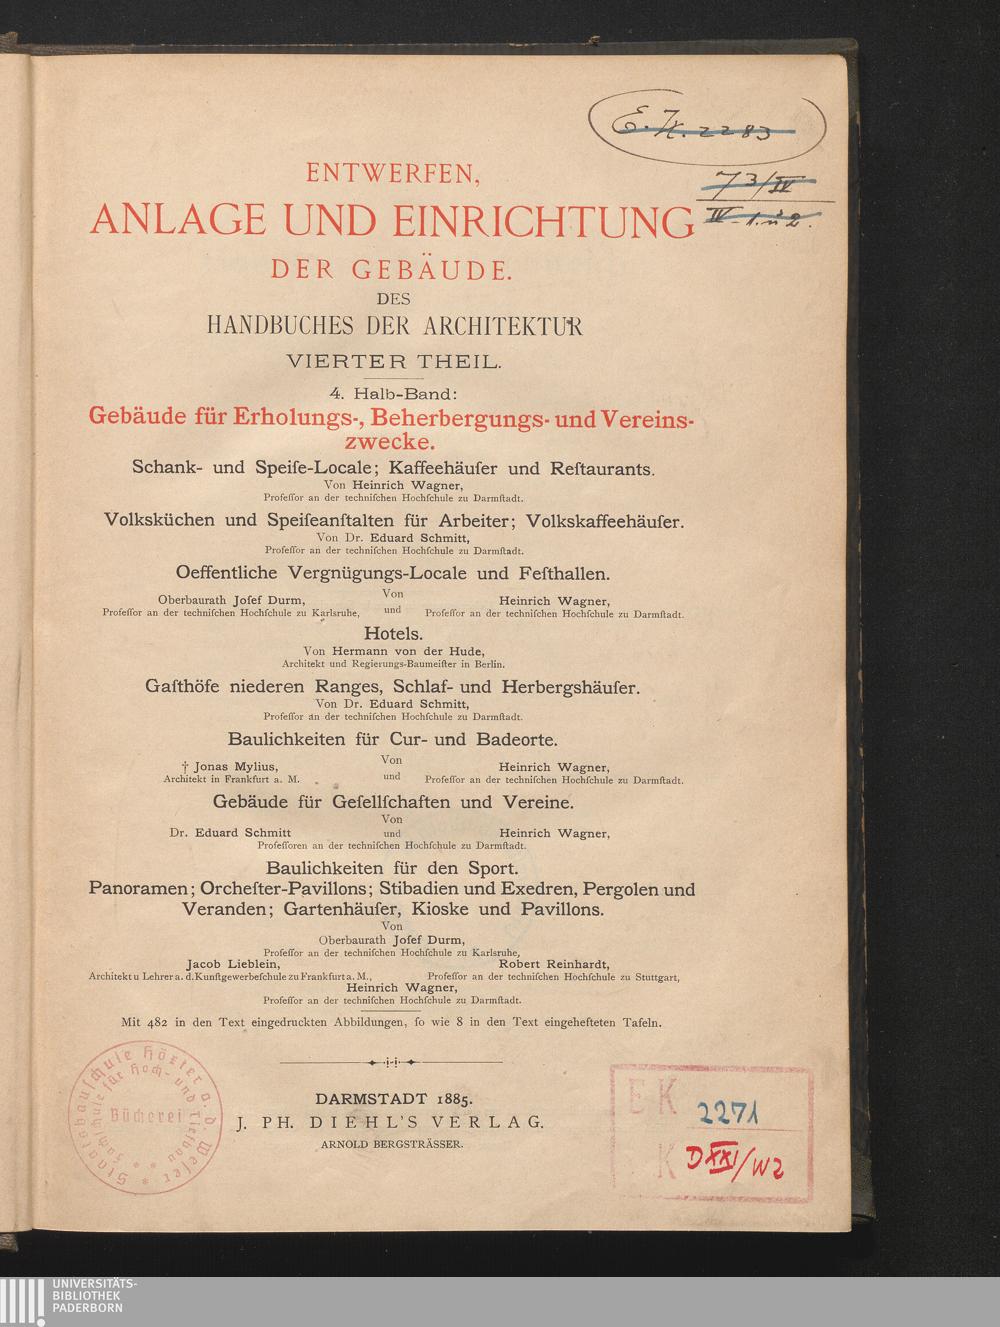 E.K. 2283
73/IV
IV-1. u 2.
ENTWERFEN,
ANLAGE UND EINRICHTUNG
DER GEBÄUDE.
DES
HANDBUCHES DER ARCHITEKTUR
VIERTER THEIL.
4. Halb-Band:
Gebäude für Erholungs-, Beherbergungs- und Vereins-
zwecke.
Schank- und Speiſe-Locale; Kaffeehäuſer und Reſtaurants.
Von Heinrich Wagner,
Profeſſor an der techniſchen Hochſchule zu Darmſtadt.
Volksküchen und Speiſeanſtalten für Arbeiter; Volkskaffeehäuſer.
Von Dr. Eduard Schmitt,
Profeſſor an der techniſchen Hochſchule zu Darmſtadt.
Oeffentliche Vergnügungs-Locale und Feſthallen.
Von
Oberbaurath Joſef Durm, Heinrich Wagner,
Profeſſor an der techniſchen Hochſchule zu Karlsruhe, und Profeſſor an der techniſchen Hochſchule zu Darmſtadt.
Hotels.
Von Hermann von der Hude,
Architekt und Regierungs-Baumeiſter in Berlin.
Gaſthöfe niederen Ranges, Schlaf- und Herbergshäuſer.
Von Dr. Eduard Schmitt,
Profeſſor an der techniſchen Hochſchule zu Darmſtadt.
Baulichkeiten für Cur- und Badeorte.
Von
† Jonas Mylius, Heinrich Wagner,
Architekt in Frankfurt a. M. und Profeſſor an der techniſchen Hochſchule zu Darmſtadt.
Gebäude für Geſellſchaften und Vereine.
Von
Dr. Eduard Schmitt und Heinrich Wagner,
Profeſſoren an der techniſchen Hochſchule zu Darmſtadt.
Baulichkeiten für den Sport.
Panoramen; Orcheſter-Pavillons; Stibadien und Exedren, Pergolen und
Veranden; Gartenhäuſer, Kioske und Pavillons.
Von
Oberbaurath Joſef Durm,
Profeſſor an der techniſchen Hochſchule zu Karlsruhe,
Jacob Lieblein, Robert Reinhardt,
Architekt u Lehrer a. d. Kunſtgewerbeſchule zu Frankfurt a. M., Profeſſor an der techniſchen Hochſchule zu Stuttgart,
Heinrich Wagner,
Profeſſor an der techniſchen Hochſchule zu Darmſtadt.
Mit 482 in den Text eingedruckten Abbildungen, ſo wie 8 in den Text eingehefteten Tafeln.
DARMSTADT 1885.
J. PH. DIEHL'S VERLAG.
ARNOLD BERGSTRÄSSER.
Staatsbauſchule Höxter a. d. Weſer
Fachſchule für Hoch- und Tiefbau
Bücherei
EK 2271
K D XXI/W2
UNIVERSITÄTS-
BIBLIOTHEK
PADERBORN